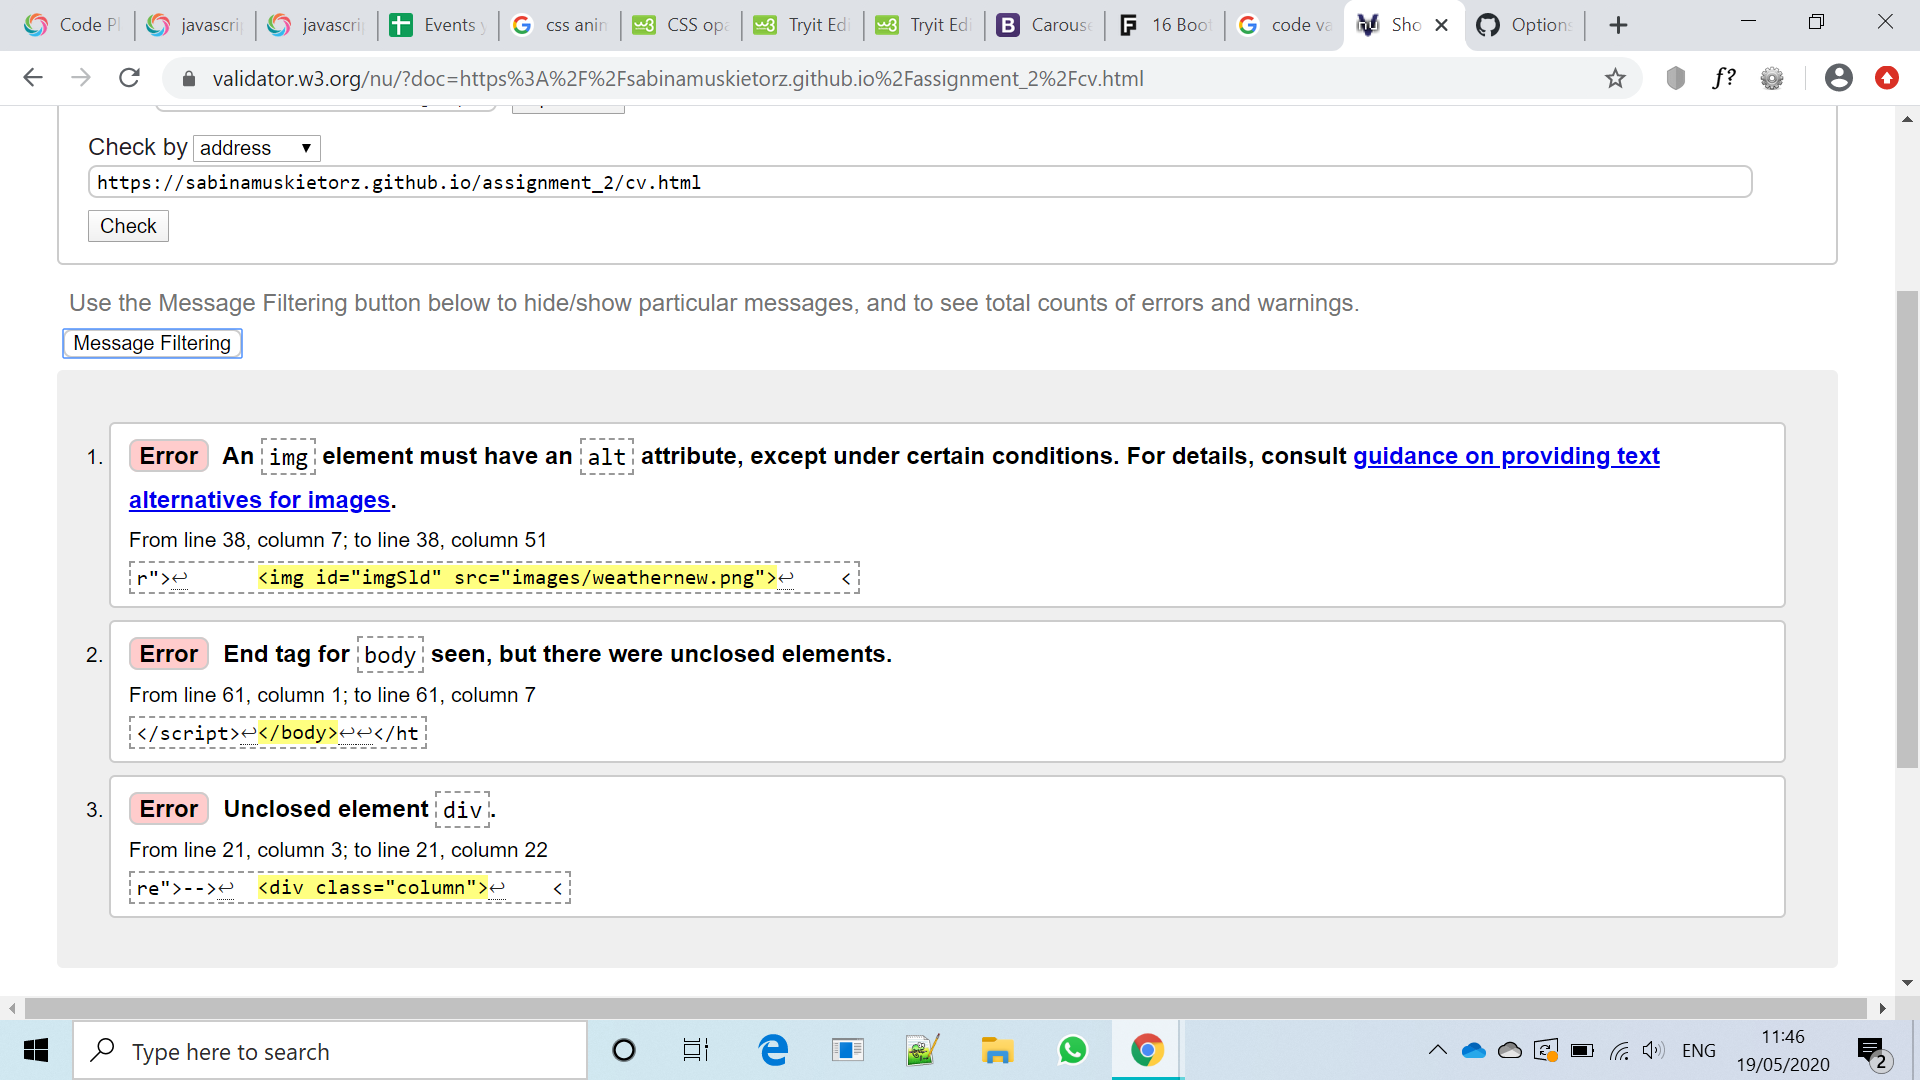 Code Pl
javascri
javascri
Events y
css anin
CSS opa
Tryit Edi
Tryit Edi
Carouse
16 Boot
code va
Sho
Options
validator.w3.org/nu/?doc=https%3A%2F%2Fsabinamuskietorz.github.io%2Fassignment_2%2Fcv.html
f?
Check by address
https://sabinamuskietorz.github.io/assignment_2/cv.html
Check
Use the Message Filtering button below to hide/show particular messages, and to see total counts of errors and warnings.
Message Filtering
1. Error An img element must have an alt attribute, except under certain conditions. For details, consult guidance on providing text
alternatives for images.
From line 38, column 7; to line 38, column 51
r">↩ <img id="imgSld" src="images/weathernew.png">↩ <
2. Error End tag for body seen, but there were unclosed elements.
From line 61, column 1; to line 61, column 7
</script>↩</body>↩↩</ht
3. Error Unclosed element div.
From line 21, column 3; to line 21, column 22
re">-->↩ <div class="column">↩ <
Type here to search
ENG
11:46
19/05/2020
2